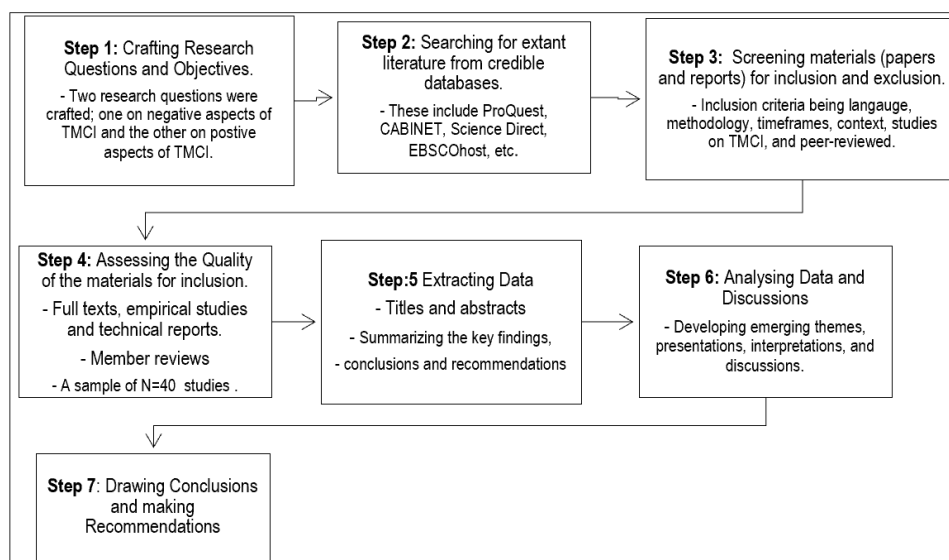 Step 1: Crafting Research
Questions and Objectives.
- Two research questions were
crafted; one on negative aspects of
TMCI and the other on postive
aspects of TMCI.
Step 2: Searching for extant
literature from credible
databases.
- These include ProQuest,
CABINET, Science Direct,
EBSCOhost, etc.
Step 3: Screening materials (papers
and reports) for inclusion and exclusion.
- Inclusion criteria being langauge,
methodology, timeframes, context, studies
on TMCI, and peer-reviewed.
Step 4: Assessing the Quality
of the materials for inclusion.
- Full texts, empirical studies
and technical reports.
- Member reviews
- A sample of N=40 studies .
Step:5 Extracting Data
- Titles and abstracts
- Summarizing the key findings,
- conclusions and recommendations
Step 6: Analysing Data and
Discussions
- Developing emerging themes,
presentations, interpretations, and
discussions.
Step 7: Drawing Conclusions
and making
Recommendations